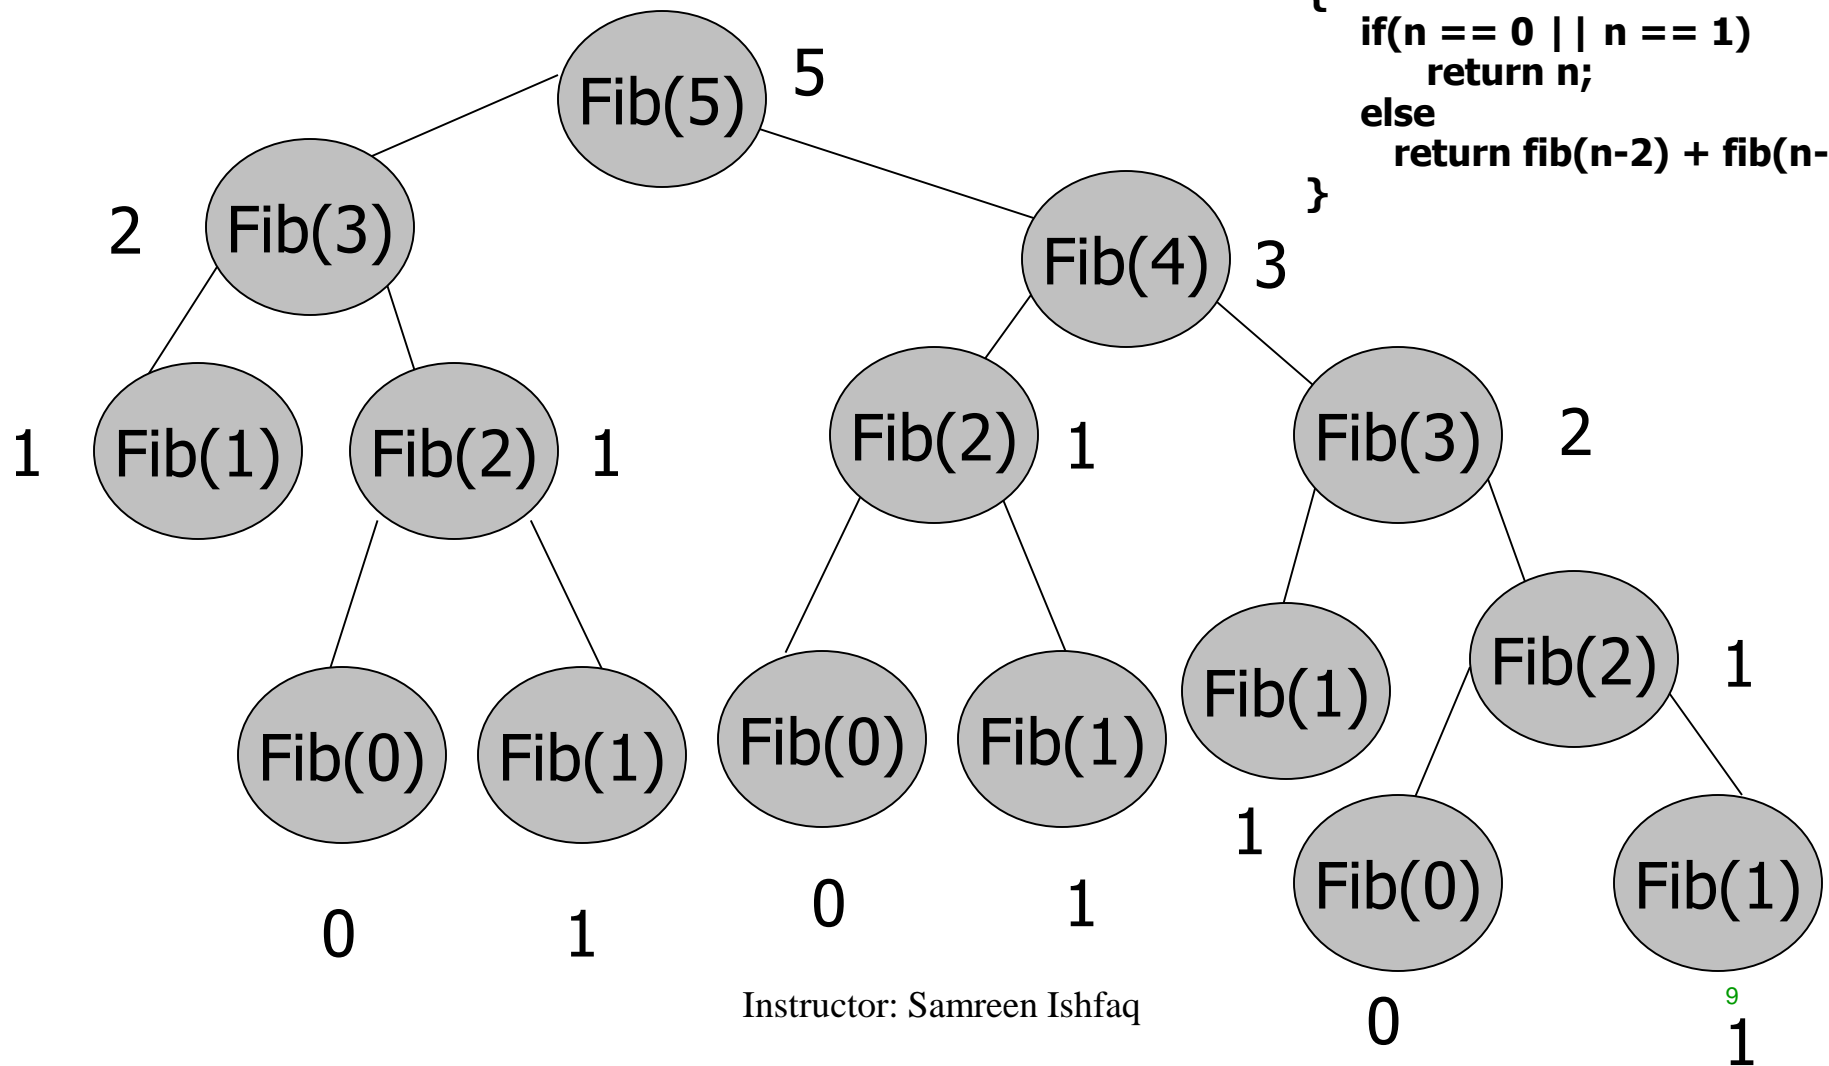 {
if(n == 0 || n == 1)
return n;
else
return fib(n-2) + fib(n-
}
Fib(5) 5
2 Fib(3)
Fib(4) 3
1 Fib(1) Fib(2) 1
Fib(2) 1 Fib(3) 2
Fib(0) Fib(1) Fib(0) Fib(1) Fib(1) Fib(2) 1
0 1 0 1 1 Fib(0) Fib(1)
Instructor: Samreen Ishfaq
9
0 1